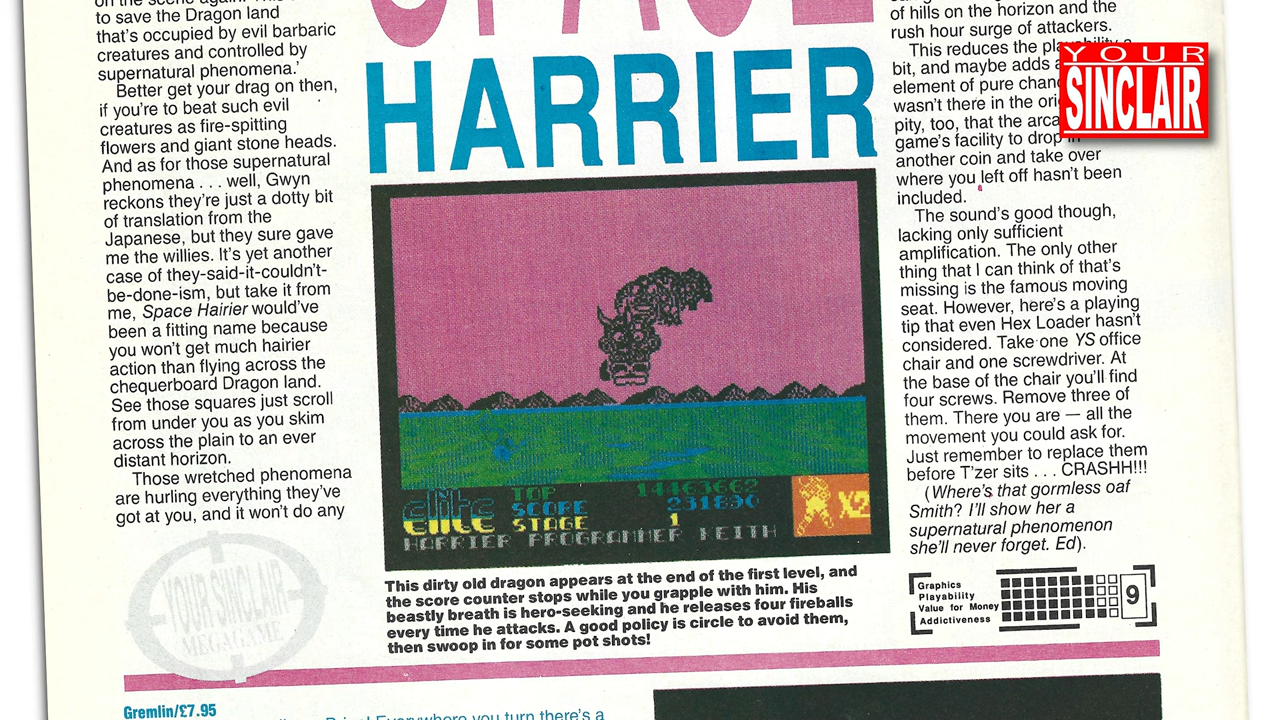 to save the Dragon land
that's occupied by evil barbaric
creatures and controlled by
supernatural phenomena.'
Better get your drag on then,
if you're to beat such evil
creatures as fire-spitting
flowers and giant stone heads.
And as for those supernatural
phenomena . . . well, Gwyn
reckons they're just a dotty bit
of translation from the
Japanese, but they sure gave
me the willies. It's yet another
case of they-said-it-couldn't-
be-done-ism, but take it from
me, Space Hairier would've
been a fitting name because
you won't get much hairier
action than flying across the
chequerboard Dragon land.
See those squares just scroll
from under you as you skim
across the plain to an ever
distant horizon.
Those wretched phenomena
are hurling everything they've
got at you, and it won't do any
YOUR SINCLAIR
MEGAGAME
SPACE
HARRIER
elite
TOP 14463662
SCORE 231890
STAGE 1
X2
HARRIER PROGRAMMER KEITH
This dirty old dragon appears at the end of the first level, and
the score counter stops while you grapple with him. His
beastly breath is hero-seeking and he releases four fireballs
every time he attacks. A good policy is circle to avoid them,
then swoop in for some pot shots!
of hills on the horizon and the
rush hour surge of attackers.
This reduces the playability a
bit, and maybe adds
element of pure
wasn't there in the
pity, too, that the
game's facility to drop in
another coin and take over
where you left off hasn't been
included.
The sound's good though,
lacking only sufficient
amplification. The only other
thing that I can think of that's
missing is the famous moving
seat. However, here's a playing
tip that even Hex Loader hasn't
considered. Take one YS office
chair and one screwdriver. At
the base of the chair you'll find
four screws. Remove three of
them. There you are — all the
movement you could ask for.
Just remember to replace them
before T'zer sits . . . CRASHH!!!
(Where's that gormless oaf
Smith? I'll show her a
supernatural phenomenon
she'll never forget. Ed).
Graphics
Playability
Value for Money
Addictiveness
9
YOUR
SINCLAIR
Gremlin/£7.95
Everywhere you turn there's a